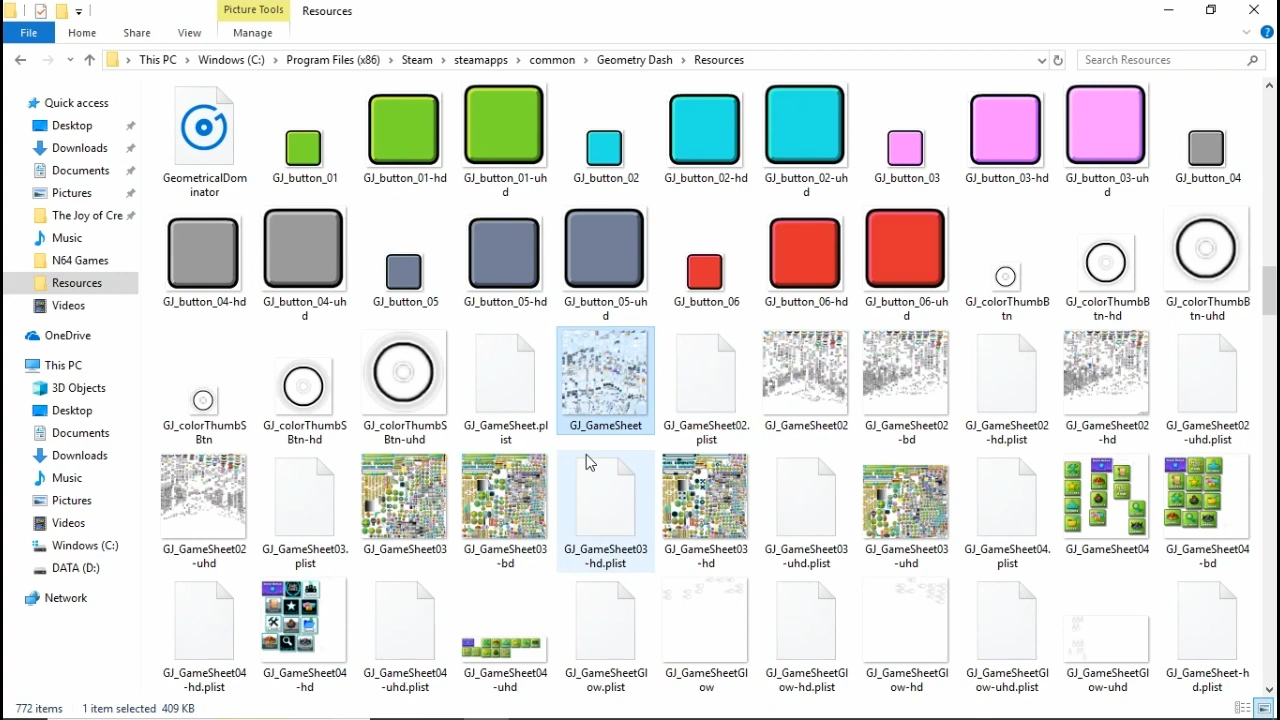 Picture Tools
Resources
File
Home
Share
View
Manage
This PC
Windows (C:)
Program Files (x86)
Steam
steamapps
common
Geometry Dash
Resources
Search Resources
Quick access
Desktop
Downloads
Documents
Pictures
The Joy of Cre
Music
N64 Games
Resources
Videos
OneDrive
This PC
3D Objects
Desktop
Documents
Downloads
Music
Pictures
Videos
Windows (C:)
DATA (D:)
Network
GeometricalDom
inator
GJ_button_01
GJ_button_01-hd
GJ_button_01-uh
d
GJ_button_02
GJ_button_02-hd
GJ_button_02-uh
d
GJ_button_03
GJ_button_03-hd
GJ_button_03-uh
d
GJ_button_04
GJ_button_04-hd
GJ_button_04-uh
d
GJ_button_05
GJ_button_05-hd
GJ_button_05-uh
d
GJ_button_06
GJ_button_06-hd
GJ_button_06-uh
d
GJ_colorThumbB
tn
GJ_colorThumbB
tn-hd
GJ_colorThumbB
tn-uhd
GJ_colorThumbS
Btn
GJ_colorThumbS
Btn-hd
GJ_colorThumbS
Btn-uhd
GJ_GameSheet.pl
ist
GJ_GameSheet
GJ_GameSheet02.
plist
GJ_GameSheet02
GJ_GameSheet02
-bd
GJ_GameSheet02
-hd.plist
GJ_GameSheet02
-hd
GJ_GameSheet02
-uhd.plist
GJ_GameSheet02
-uhd
GJ_GameSheet03.
plist
GJ_GameSheet03
GJ_GameSheet03
-bd
GJ_GameSheet03
-hd.plist
GJ_GameSheet03
-hd
GJ_GameSheet03
-uhd.plist
GJ_GameSheet03
-uhd
GJ_GameSheet04.
plist
GJ_GameSheet04
GJ_GameSheet04
-bd
GJ_GameSheet04
-hd.plist
GJ_GameSheet04
-hd
GJ_GameSheet04
-uhd.plist
GJ_GameSheet04
-uhd
GJ_GameSheetGl
ow.plist
GJ_GameSheetGl
ow
GJ_GameSheetGl
ow-hd.plist
GJ_GameSheetGl
ow-hd
GJ_GameSheetGl
ow-uhd.plist
GJ_GameSheetGl
ow-uhd
GJ_GameSheet-h
d.plist
772 items
1 item selected 409 KB